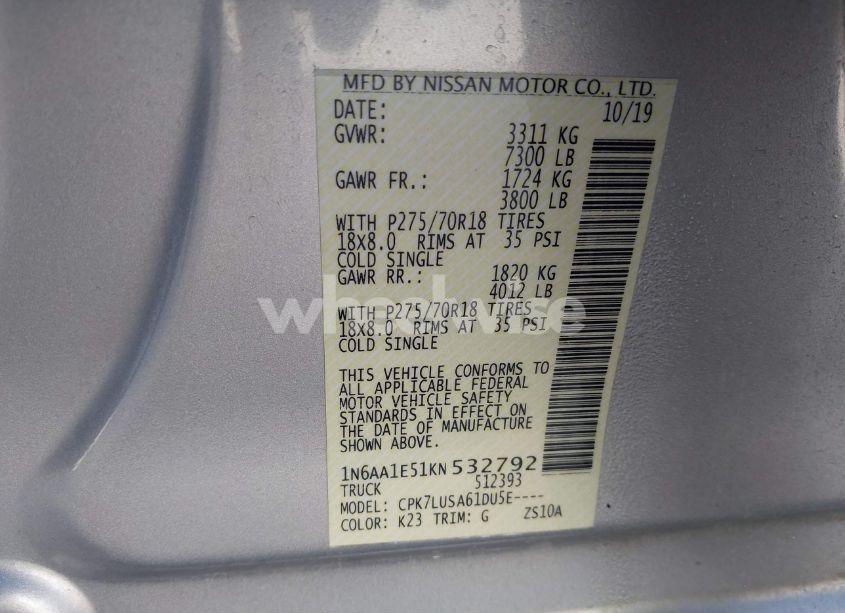 MFD BY NISSAN MOTOR CO., LTD.
DATE: 10/19
GVWR: 3311 KG
7300 LB
GAWR FR.: 1724 KG
3800 LB
WITH P275/70R18 TIRES
18X8.0 RIMS AT 35 PSI
COLD SINGLE
GAWR RR.: 1820 KG
4012 LB
wheelwise
WITH P275/70R18 TIRES
18X8.0 RIMS AT 35 PSI
COLD SINGLE
THIS VEHICLE CONFORMS TO
ALL APPLICABLE FEDERAL
MOTOR VEHICLE SAFETY
STANDARDS IN EFFECT ON
THE DATE OF MANUFACTURE
SHOWN ABOVE.
1N6AA1E51KN532792
TRUCK 512393
MODEL: CPK7LUSA61DU5E----
COLOR: K23 TRIM: G ZS10A